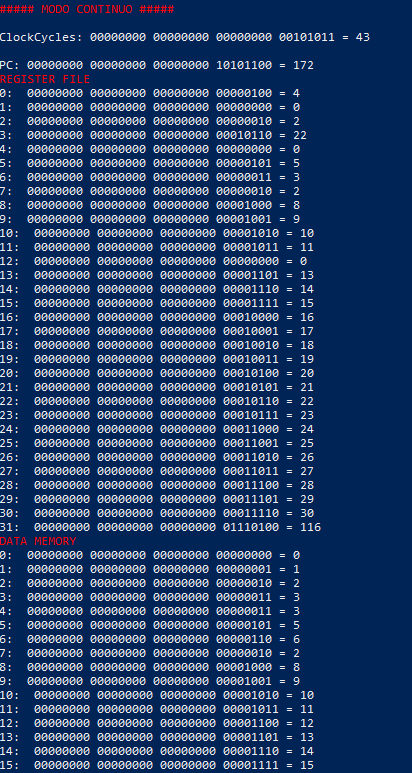 ##### MODO CONTINUO #####
ClockCycles: 00000000 00000000 00000000 00101011 = 43
PC: 00000000 00000000 00000000 10101100 = 172
REGISTER FILE
0:  00000000 00000000 00000000 00000100 = 4
1:  00000000 00000000 00000000 00000000 = 0
2:  00000000 00000000 00000000 00000010 = 2
3:  00000000 00000000 00000000 00010110 = 22
4:  00000000 00000000 00000000 00000000 = 0
5:  00000000 00000000 00000000 00000101 = 5
6:  00000000 00000000 00000000 00000011 = 3
7:  00000000 00000000 00000000 00000010 = 2
8:  00000000 00000000 00000000 00001000 = 8
9:  00000000 00000000 00000000 00001001 = 9
10:  00000000 00000000 00000000 00001010 = 10
11:  00000000 00000000 00000000 00001011 = 11
12:  00000000 00000000 00000000 00000000 = 0
13:  00000000 00000000 00000000 00001101 = 13
14:  00000000 00000000 00000000 00001110 = 14
15:  00000000 00000000 00000000 00001111 = 15
16:  00000000 00000000 00000000 00010000 = 16
17:  00000000 00000000 00000000 00010001 = 17
18:  00000000 00000000 00000000 00010010 = 18
19:  00000000 00000000 00000000 00010011 = 19
20:  00000000 00000000 00000000 00010100 = 20
21:  00000000 00000000 00000000 00010101 = 21
22:  00000000 00000000 00000000 00010110 = 22
23:  00000000 00000000 00000000 00010111 = 23
24:  00000000 00000000 00000000 00011000 = 24
25:  00000000 00000000 00000000 00011001 = 25
26:  00000000 00000000 00000000 00011010 = 26
27:  00000000 00000000 00000000 00011011 = 27
28:  00000000 00000000 00000000 00011100 = 28
29:  00000000 00000000 00000000 00011101 = 29
30:  00000000 00000000 00000000 00011110 = 30
31:  00000000 00000000 00000000 01110100 = 116
DATA MEMORY
0:  00000000 00000000 00000000 00000000 = 0
1:  00000000 00000000 00000000 00000001 = 1
2:  00000000 00000000 00000000 00000010 = 2
3:  00000000 00000000 00000000 00000011 = 3
4:  00000000 00000000 00000000 00000011 = 3
5:  00000000 00000000 00000000 00000101 = 5
6:  00000000 00000000 00000000 00000110 = 6
7:  00000000 00000000 00000000 00000010 = 2
8:  00000000 00000000 00000000 00001000 = 8
9:  00000000 00000000 00000000 00001001 = 9
10:  00000000 00000000 00000000 00001010 = 10
11:  00000000 00000000 00000000 00001011 = 11
12:  00000000 00000000 00000000 00001100 = 12
13:  00000000 00000000 00000000 00001101 = 13
14:  00000000 00000000 00000000 00001110 = 14
15:  00000000 00000000 00000000 00001111 = 15